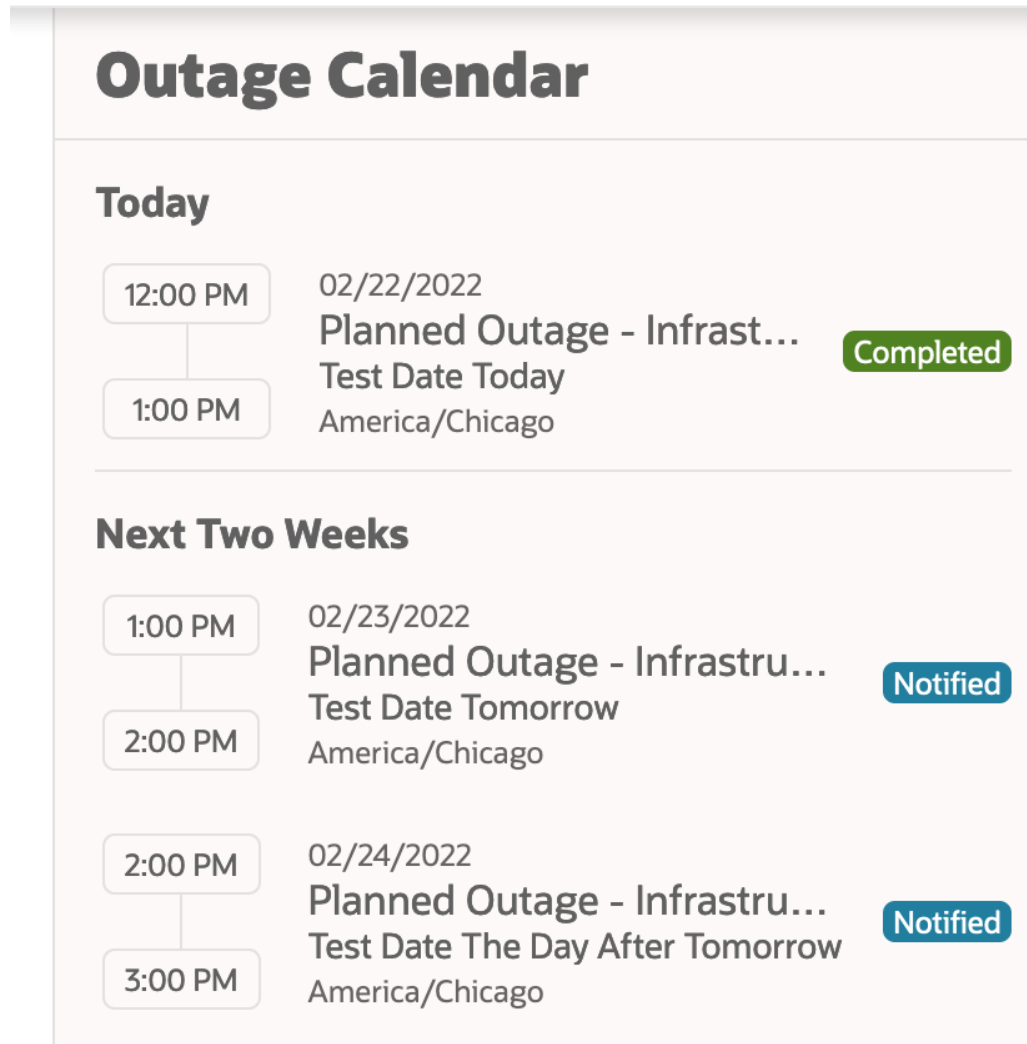 Outage Calendar
Today
12:00 PM
1:00 PM
02/22/2022
Planned Outage - Infrast...
Test Date Today
America/Chicago
Completed
Next Two Weeks
1:00 PM
2:00 PM
02/23/2022
Planned Outage - Infrastru...
Test Date Tomorrow
America/Chicago
Notified
2:00 PM
3:00 PM
02/24/2022
Planned Outage - Infrastru...
Test Date The Day After Tomorrow
America/Chicago
Notified